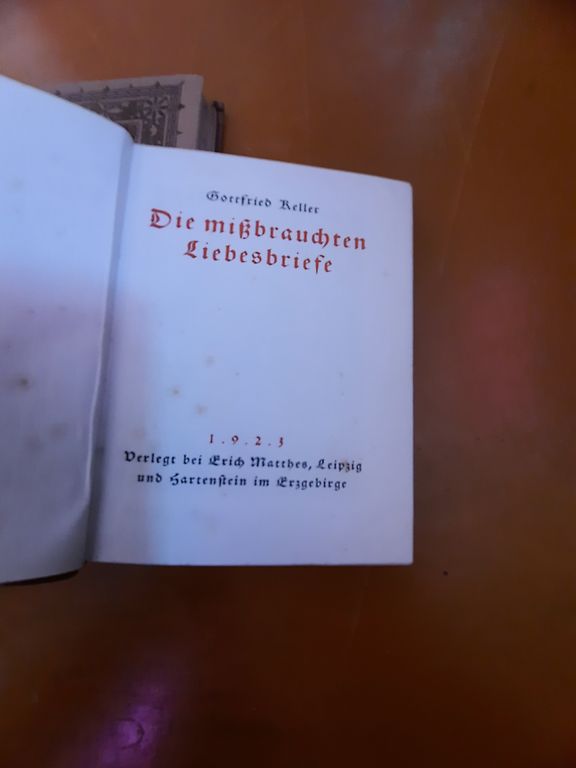 Gottfried Keller
Die mißbrauchten
Liebesbriefe
1 . 9 . 2 . 3
Verlegt bei Erich Matthes, Leipzig
und Hartenstein im Erzgebirge